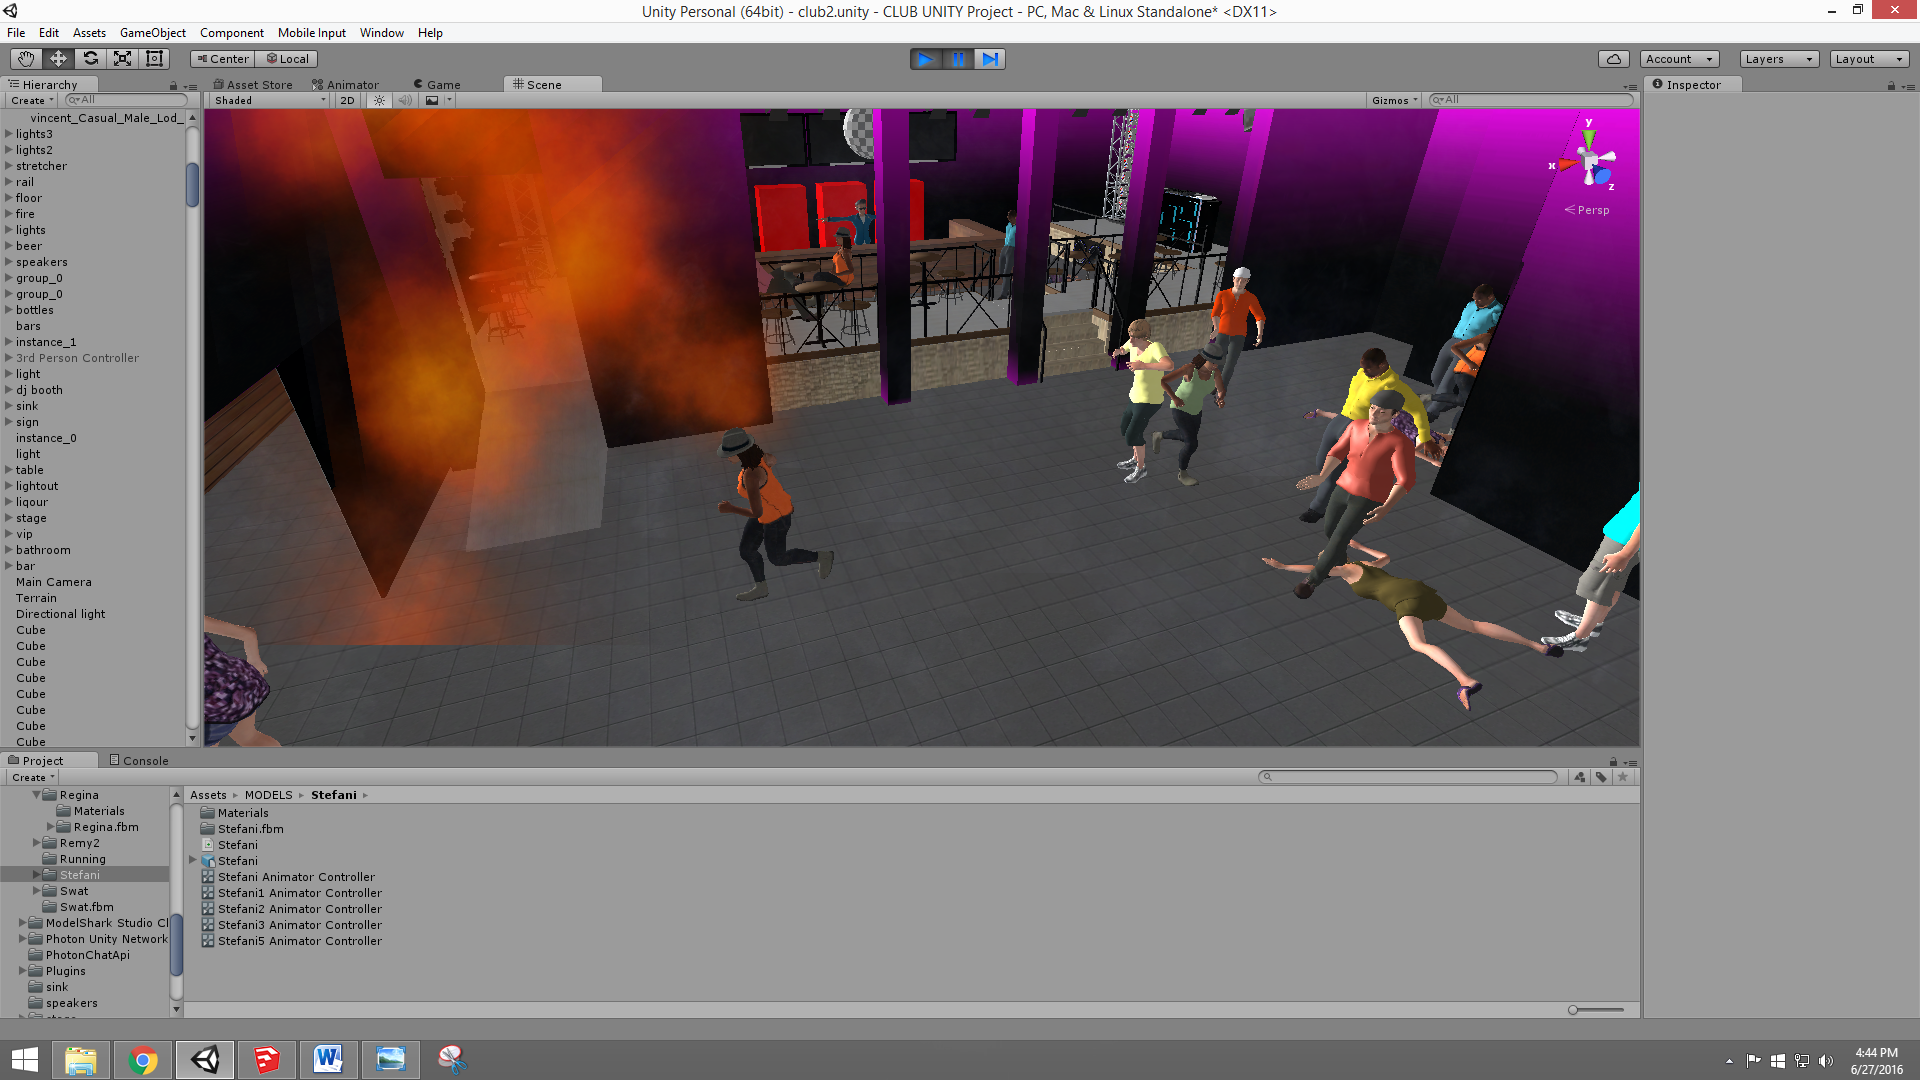 Unity Personal (64bit) - club2.unity - CLUB UNITY Project - PC, Mac & Linux Standalone* <DX11>
File Edit Assets GameObject Component Mobile Input Window Help
Center Local Account Layers Layout
Hierarchy Asset Store Animator Game Scene Inspector
Create All Shaded 2D Gizmos All
vincent_Casual_Male_Lod_
lights3
lights2
stretcher
rail
floor
fire
lights
beer
speakers
group_0
group_0
bottles
bars
instance_1
3rd Person Controller
light
dj booth
sink
sign
instance_0
light
table
lightout
liqour
stage
vip
bathroom
bar
Main Camera
Terrain
Directional light
Cube
Cube
Cube
Cube
Cube
Cube
Cube
Cube
y
x
z
Persp
Project Console
Create
Regina
Materials
Regina.fbm
Remy2
Running
Stefani
Swat
Swat.fbm
ModelShark Studio Cl
Photon Unity Network
PhotonChatApi
Plugins
sink
speakers
Assets MODELS Stefani
Materials
Stefani.fbm
Stefani
Stefani
Stefani Animator Controller
Stefani1 Animator Controller
Stefani2 Animator Controller
Stefani3 Animator Controller
Stefani5 Animator Controller
4:44 PM
6/27/2016